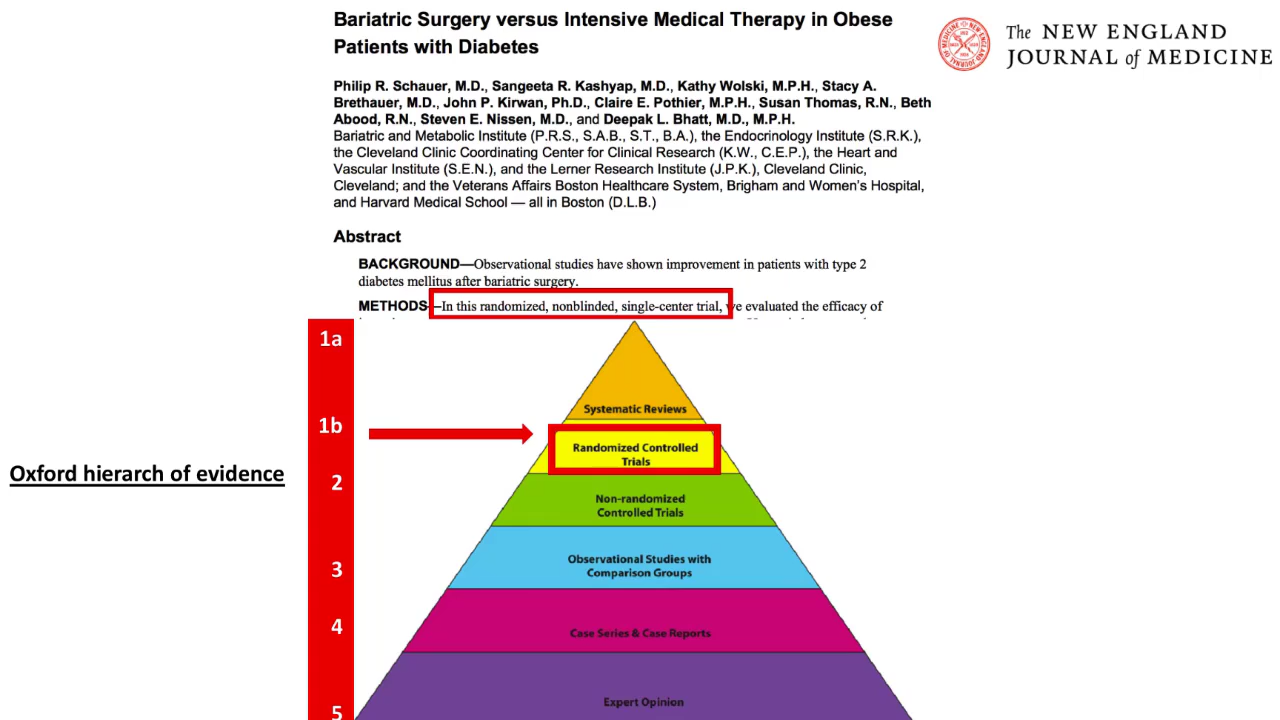 Bariatric Surgery versus Intensive Medical Therapy in Obese
Patients with Diabetes
The NEW ENGLAND
JOURNAL of MEDICINE
Philip R. Schauer, M.D., Sangeeta R. Kashyap, M.D., Kathy Wolski, M.P.H., Stacy A.
Brethauer, M.D., John P. Kirwan, Ph.D., Claire E. Pothier, M.P.H., Susan Thomas, R.N., Beth
Abood, R.N., Steven E. Nissen, M.D., and Deepak L. Bhatt, M.D., M.P.H.
Bariatric and Metabolic Institute (P.R.S., S.A.B., S.T., B.A.), the Endocrinology Institute (S.R.K.),
the Cleveland Clinic Coordinating Center for Clinical Research (K.W., C.E.P.), the Heart and
Vascular Institute (S.E.N.), and the Lerner Research Institute (J.P.K.), Cleveland Clinic,
Cleveland; and the Veterans Affairs Boston Healthcare System, Brigham and Women's Hospital,
and Harvard Medical School — all in Boston (D.L.B.)
Abstract
BACKGROUND—Observational studies have shown improvement in patients with type 2
diabetes mellitus after bariatric surgery.
METHODS—In this randomized, nonblinded, single-center trial, we evaluated the efficacy of
Oxford hierarch of evidence
1a
Systematic Reviews
1b
Randomized Controlled
Trials
2
Non-randomized
Controlled Trials
3
Observational Studies with
Comparison Groups
4
Case Series & Case Reports
5
Expert Opinion